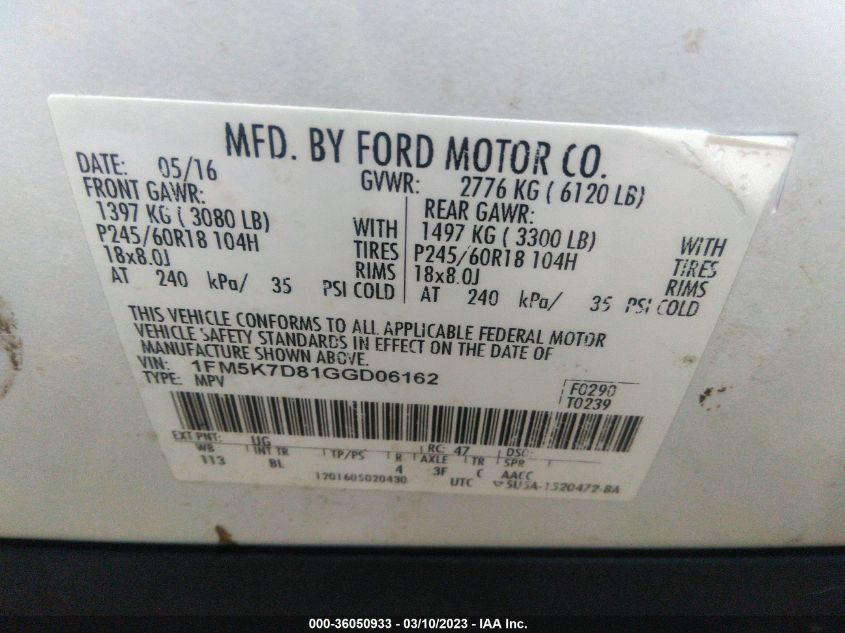 MFD. BY FORD MOTOR CO.
DATE: 05/16 GVWR: 2776 KG ( 6120 LB)
FRONT GAWR: REAR GAWR:
1397 KG ( 3080 LB) WITH 1497 KG ( 3300 LB) WITH
P245/60R18 104H TIRES P245/60R18 104H TIRES
18x8.0J RIMS 18x8.0J RIMS
AT 240 kPa/ 35 PSI COLD AT 240 kPa/ 35 PSI COLD
THIS VEHICLE CONFORMS TO ALL APPLICABLE FEDERAL MOTOR
VEHICLE SAFETY STANDARDS IN EFFECT ON THE DATE OF
MANUFACTURE SHOWN ABOVE.
VIN: 1FM5K7D81GGD06162
TYPE: MPV
F0290
T0239
EXT PNT: UG RC: 47 DSO:
WB INT TR TP/PS R AXLE TR SPR
113 BL 4 3F C AACC
1201605020430 UTC 5U5A-1520472-BA
000-36050933 - 03/10/2023 - IAA Inc.